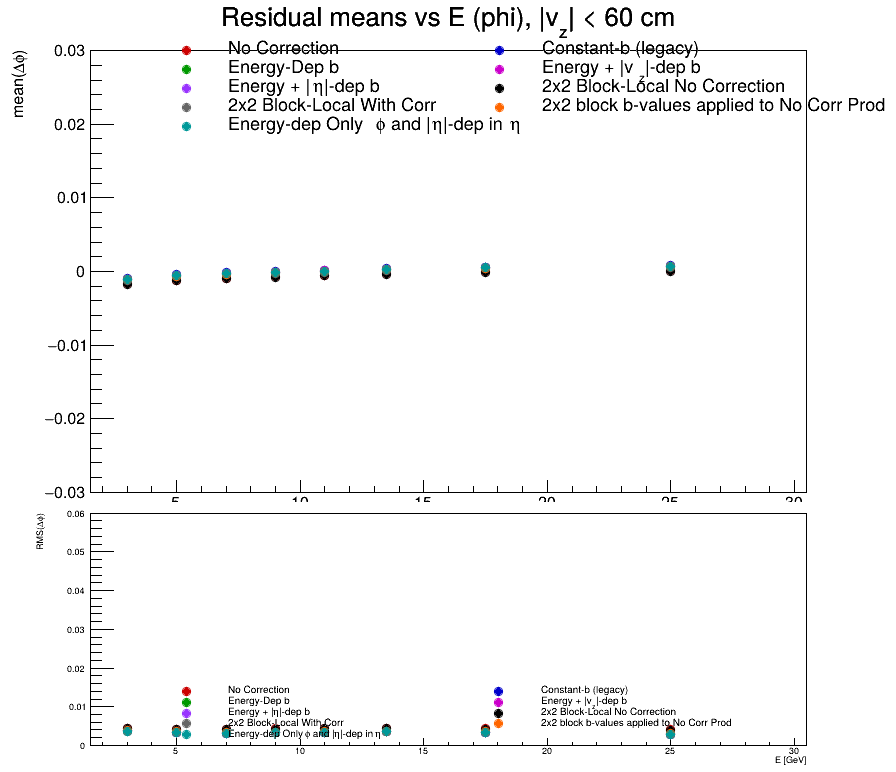 Residual means vs E (phi), |v_z| < 60 cm
mean(Δϕ)
0.03
0.02
0.01
0
−0.01
−0.02
−0.03
No Correction
Constant-b (legacy)
Energy-Dep b
Energy + |v_z|-dep b
Energy + |η|-dep b
2x2 Block-Local No Correction
2x2 Block-Local With Corr
2x2 block b-values applied to No Corr Prod
Energy-dep Only ϕ and |η|-dep in η
5 10 15 20 25 30
RMS(Δϕ)
0.06
0.05
0.04
0.03
0.02
0.01
0
No Correction
Constant-b (legacy)
Energy-Dep b
Energy + |v_z|-dep b
Energy + |η|-dep b
2x2 Block-Local No Correction
2x2 Block-Local With Corr
2x2 block b-values applied to No Corr Prod
Energy-dep Only ϕ and |η|-dep in η
5 10 15 20 25 30
E [GeV]